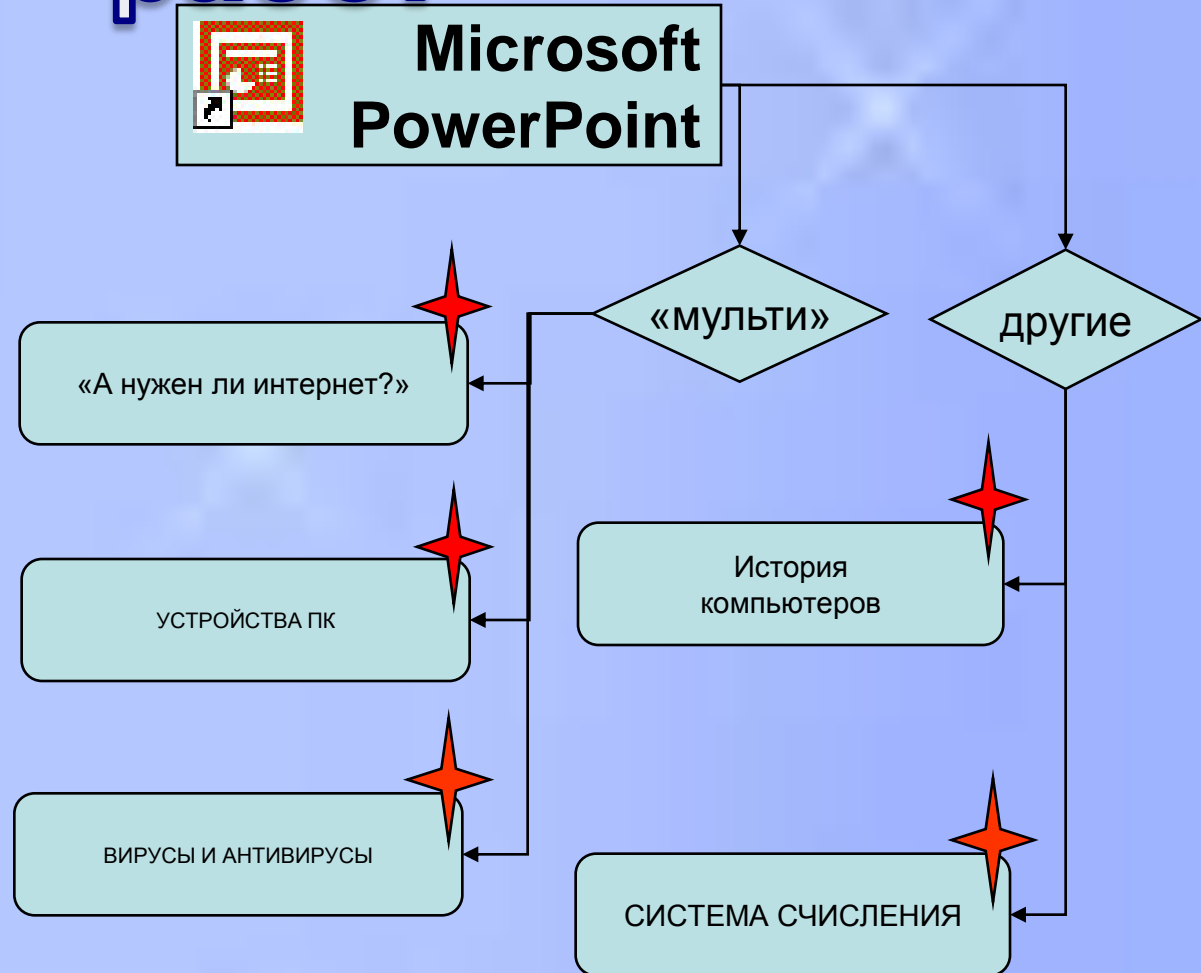 Microsoft
PowerPoint
«мульти»
другие
«А нужен ли интернет?»
История
компьютеров
УСТРОЙСТВА ПК
ВИРУСЫ И АНТИВИРУСЫ
СИСТЕМА СЧИСЛЕНИЯ